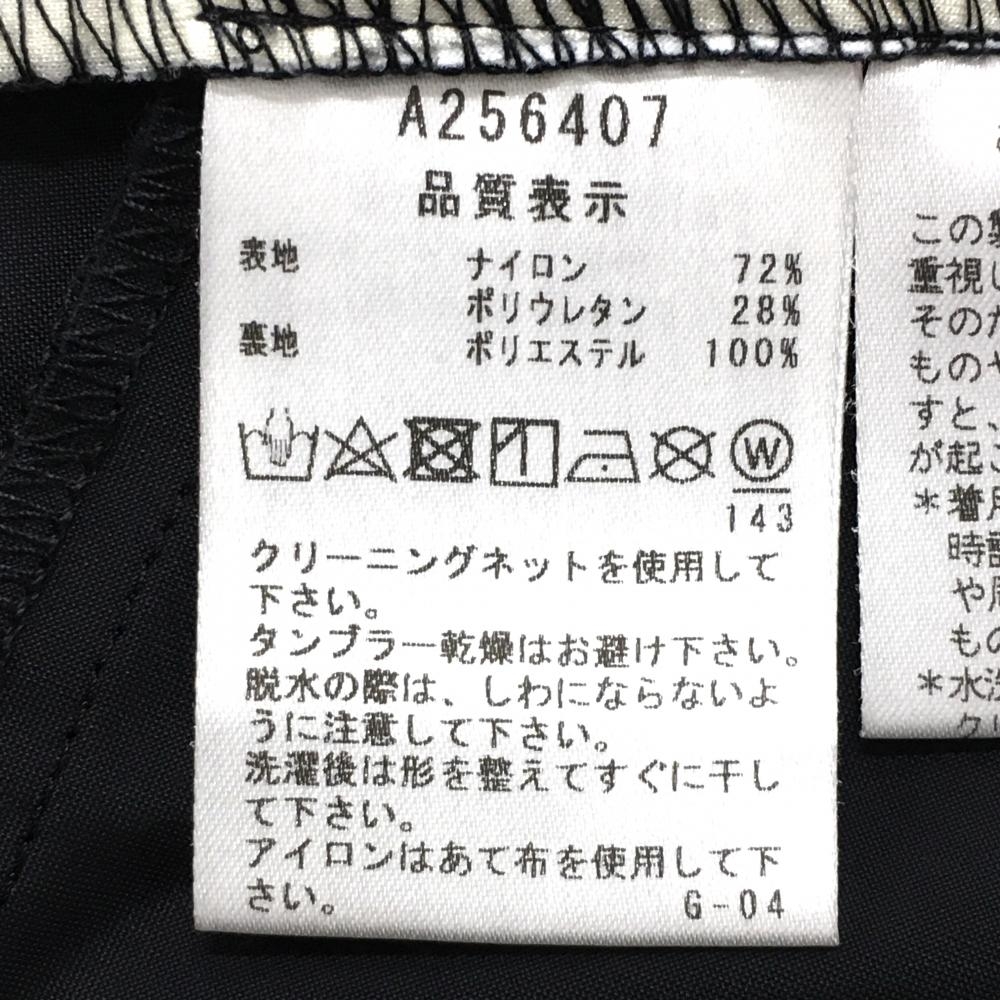 A256407
品質表示
表地 ナイロン 72%
ポリウレタン 28%
裏地 ポリエステル 100%
W
143
クリーニングネットを使用して
下さい。
タンブラー乾燥はお避け下さい。
脱水の際は、しわにならないよ
うに注意して下さい。
洗濯後は形を整えてすぐに干し
て下さい。
アイロンはあて布を使用して下
さい。 G-04
この製
重視し
そのた
ものや
すと、
が起こ
*着用
時
や
もの
*水
ク